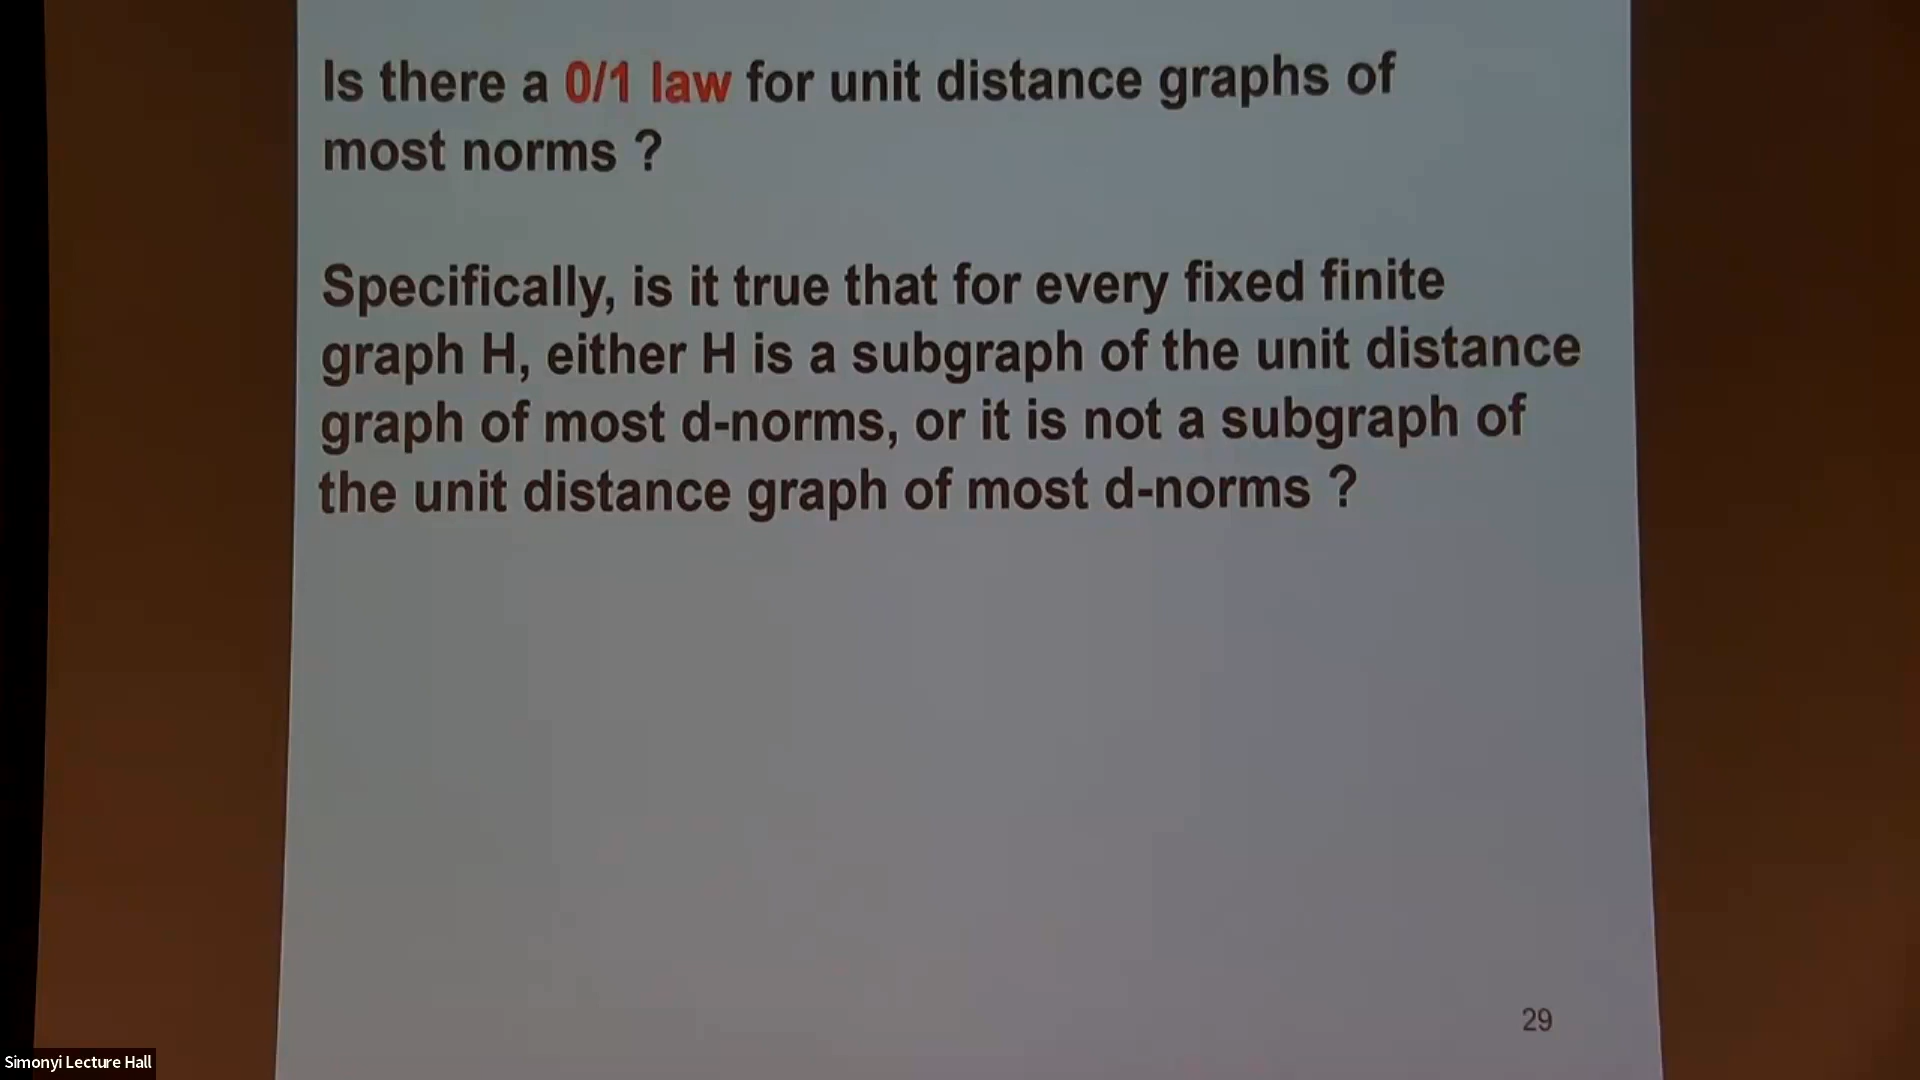 Is there a 0/1 law for unit distance graphs of
most norms ?
Specifically, is it true that for every fixed finite
graph H, either H is a subgraph of the unit distance
graph of most d-norms, or it is not a subgraph of
the unit distance graph of most d-norms ?
29
Simonyi Lecture Hall